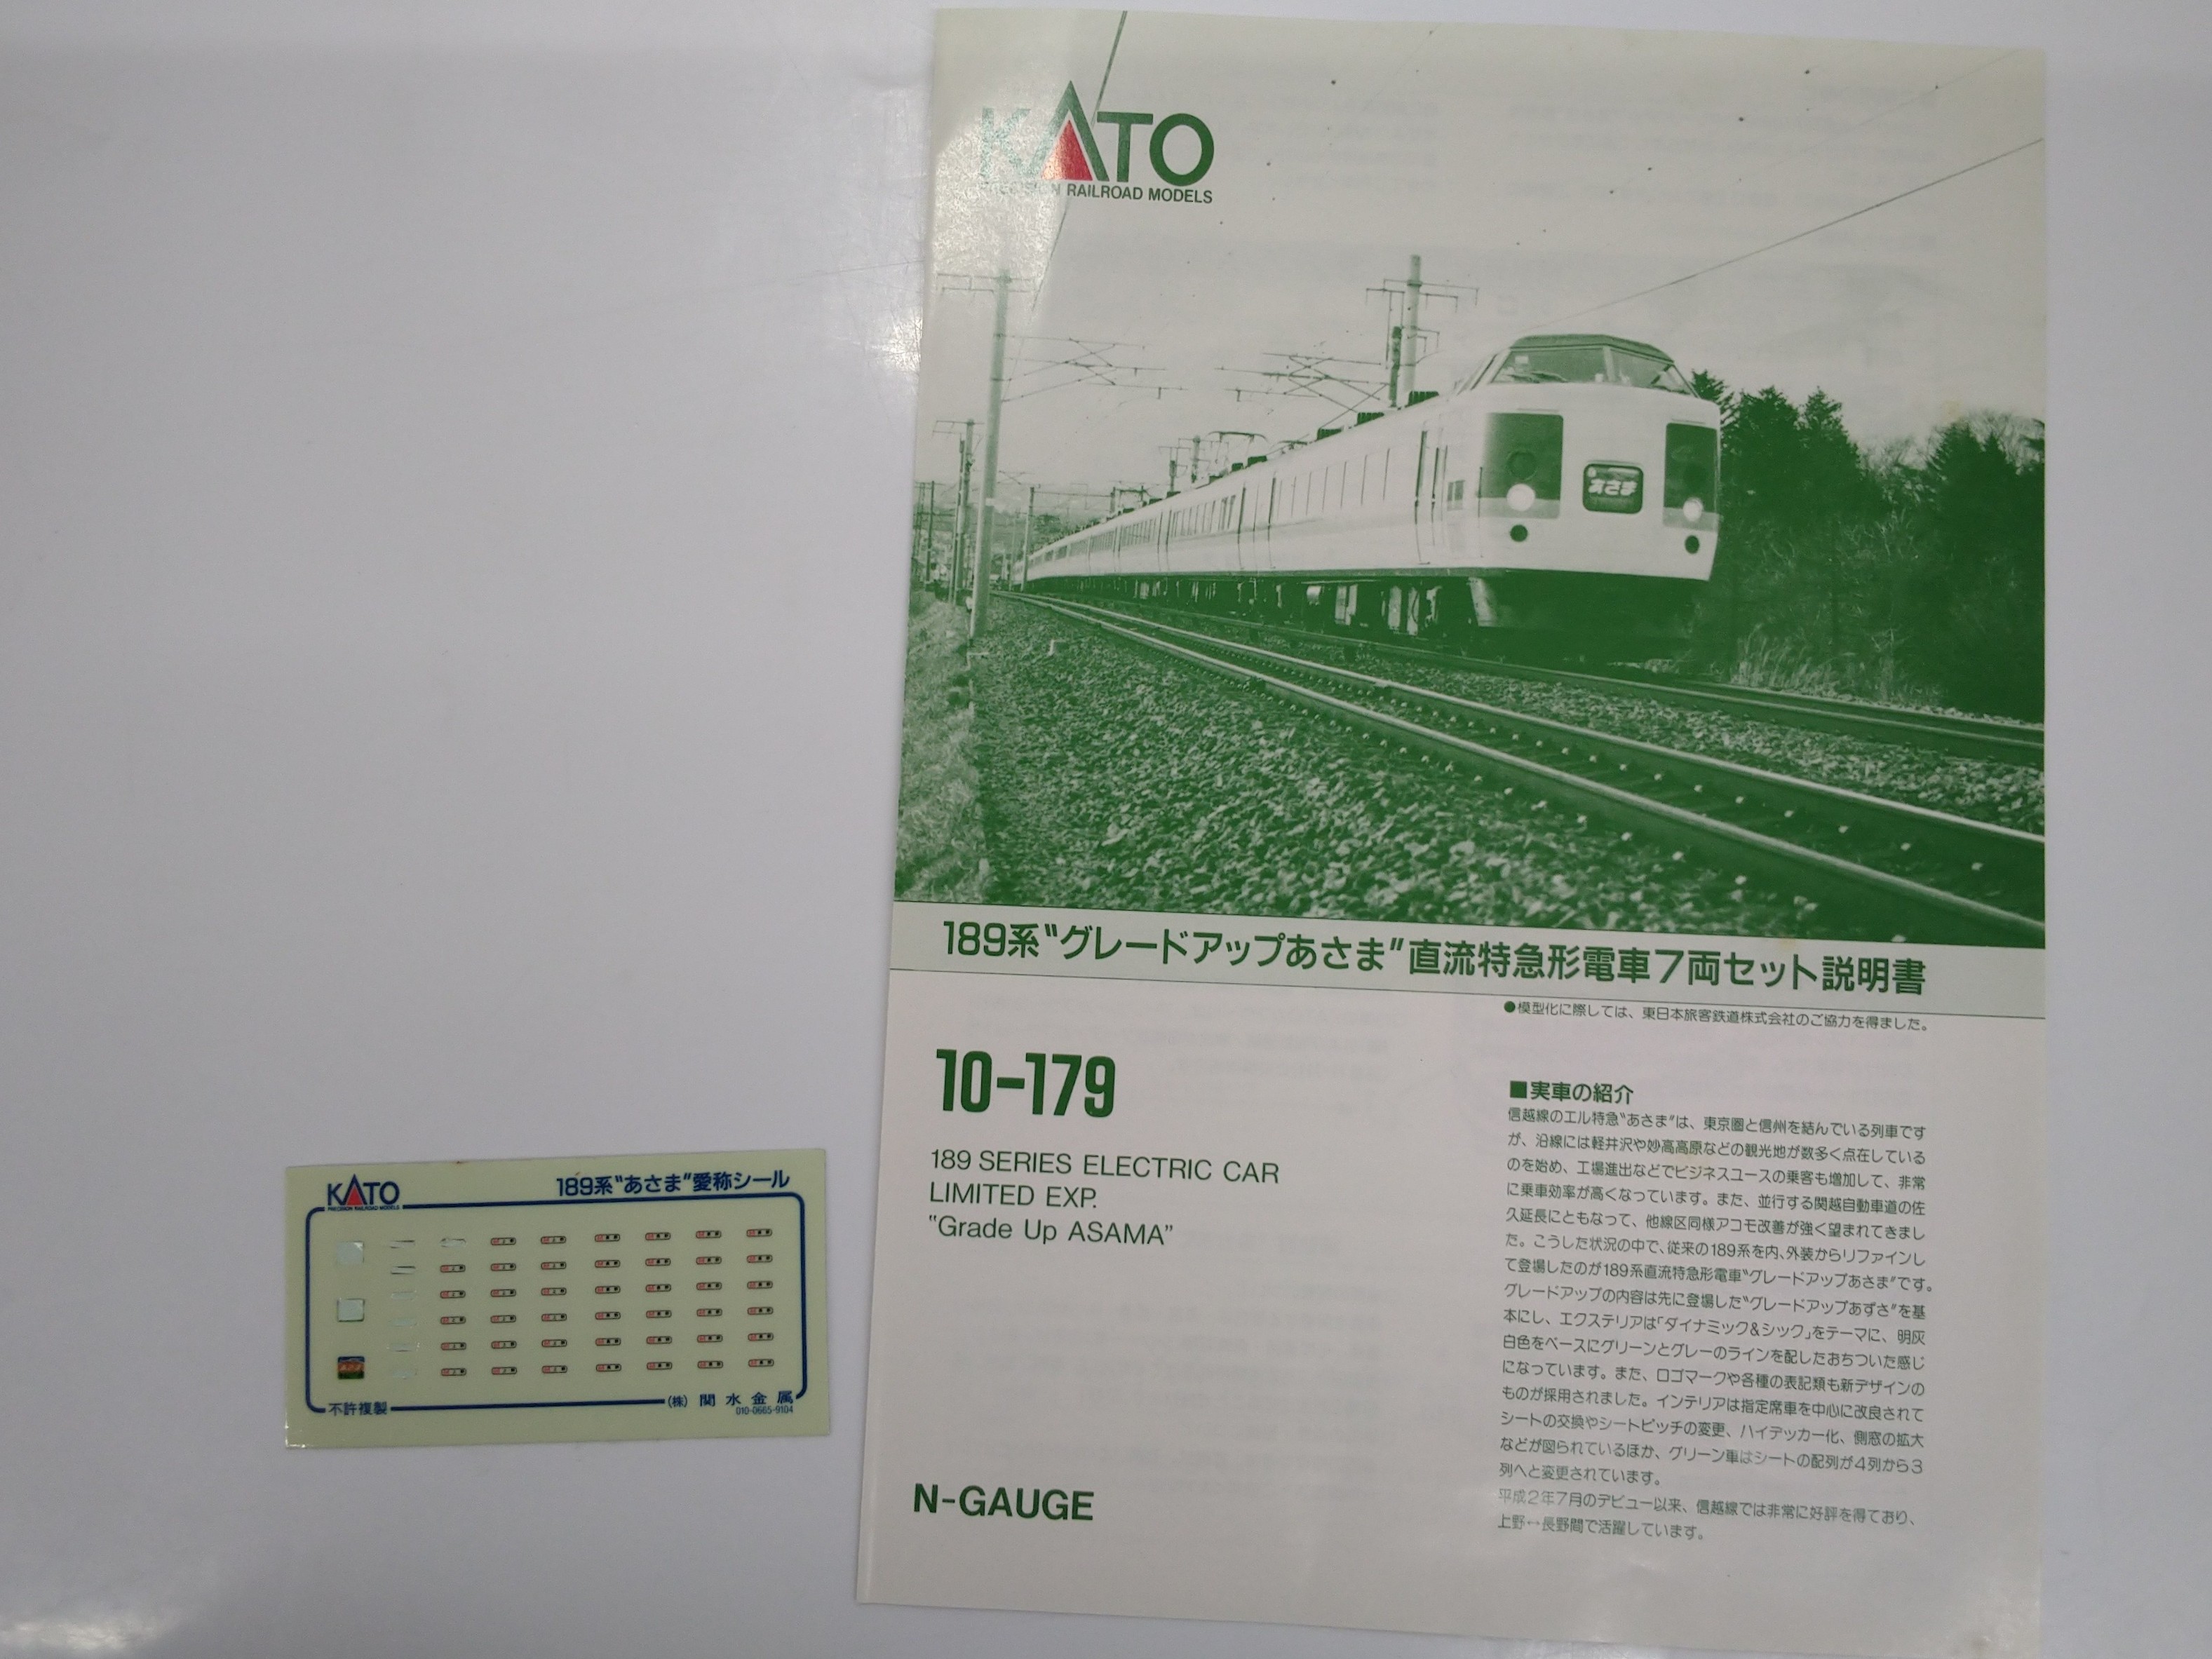 KATO
PRECISION RAILROAD MODELS
あさま
189系“グレードアップあさま”直流特急形電車7両セット説明書
●模型化に際しては、東日本旅客鉄道株式会社のご協力を得ました。
10-179
189 SERIES ELECTRIC CAR
LIMITED EXP.
“Grade Up ASAMA”
N-GAUGE
■実車の紹介
信越線のエル特急“あさま”は、東京圏と信州を結んでいる列車です
が、沿線には軽井沢や妙高高原などの観光地が数多く点在している
のを始め、工場進出などでビジネスユースの乗客も増加して、非常
に乗車効率が高くなっています。また、並行する関越自動車道の佐
久延長にともなって、他線区同様アコモ改善が強く望まれてきまし
た。こうした状況の中で、従来の189系を内、外装からリファインし
て登場したのが189系直流特急形電車“グレードアップあさま”です。
グレードアップの内容は先に登場した“グレードアップあずさ”を基
本にし、エクステリアは「ダイナミック&シック」をテーマに、明灰
白色をベースにグリーンとグレーのラインを配したおちついた感じ
になっています。また、ロゴマークや各種の表記類も新デザインの
ものが採用されました。インテリアは指定席車を中心に改良されて
シートの交換やシートピッチの変更、ハイデッカー化、側窓の拡大
などが図られているほか、グリーン車はシートの配列が4列から3
列へと変更されています。
平成2年7月のデビュー以来、信越線では非常に好評を得ており、
上野↔長野間で活躍しています。
KATO
PRECISION RAILROAD MODELS
189系“あさま”愛称シール
不許複製
(株) 関水金属
010-0665-9104